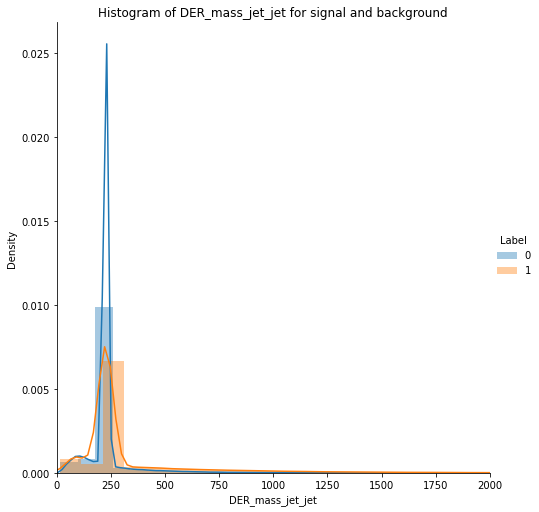 Histogram of DER_mass_jet_jet for signal and background
0.025
0.020
0.015
0.010
0.005
0.000
Density
Label
0
1
0 250 500 750 1000 1250 1500 1750 2000
DER_mass_jet_jet